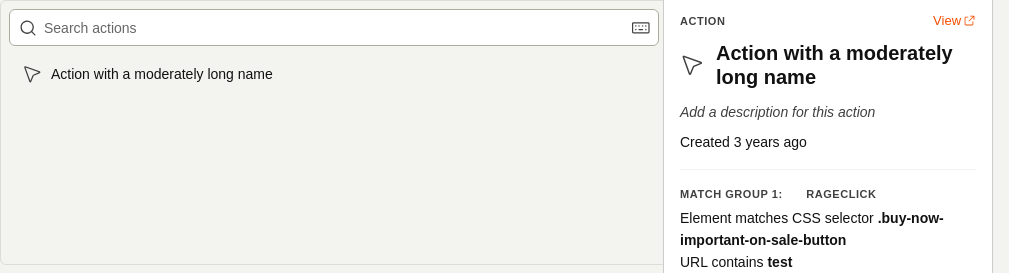 Search actions
Action with a moderately long name
ACTION
View
Action with a moderately
long name
Add a description for this action
Created 3 years ago
MATCH GROUP 1: RAGECLICK
Element matches CSS selector .buy-now-
important-on-sale-button
URL contains test